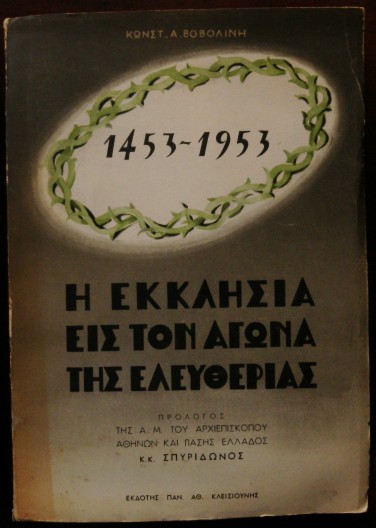 ΚΩΝΣΤ. Α. ΒΟΒΟΛΙΝΗ
1453-1953
Η ΕΚΚΛΗΣΙΑ
ΕΙΣ ΤΟΝ ΑΓΩΝΑ
ΤΗΣ ΕΛΕΥΘΕΡΙΑΣ
ΠΡΟΛΟΓΟΣ
ΤΗΣ Α. Μ. ΤΟΥ ΑΡΧΙΕΠΙΣΚΟΠΟΥ
ΑΘΗΝΩΝ ΚΑΙ ΠΑΣΗΣ ΕΛΛΑΔΟΣ
κ.κ. ΣΠΥΡΙΔΩΝΟΣ
ΕΚΔΟΤΗΣ ΠΑΝ. ΑΘ. ΚΛΕΙΣΙΟΥΝΗΣ